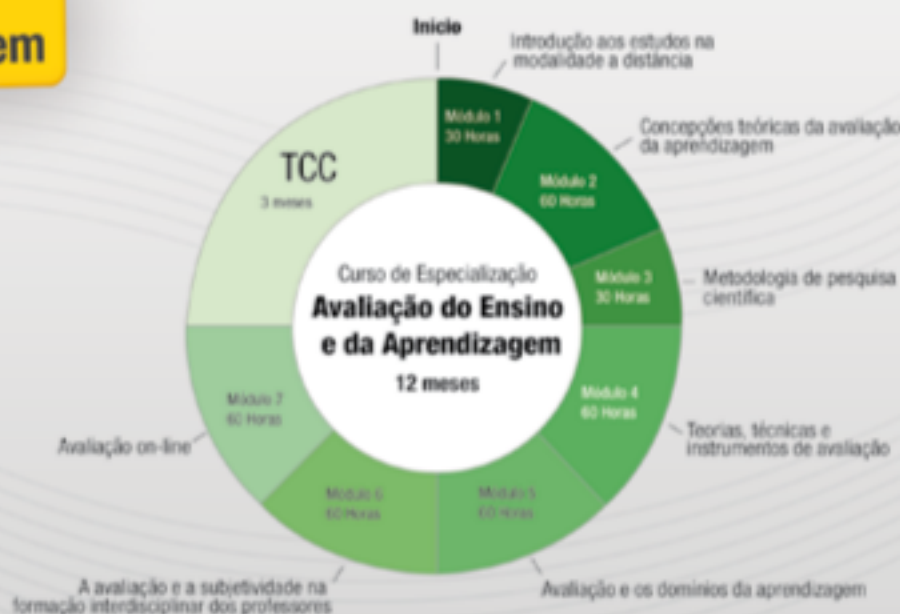 em
Início
Introdução aos estudos na
modalidade a distância
Módulo 1
30 Horas
Concepções teóricas da avaliação
da aprendizagem
Módulo 2
60 Horas
Metodologia de pesquisa
científica
Módulo 3
30 Horas
Módulo 4
60 Horas
Teorias, técnicas e
instrumentos de avaliação
Módulo 5
60 Horas
Avaliação e os domínios da aprendizagem
Módulo 6
60 Horas
A avaliação e a subjetividade na
formação interdisciplinar dos professores
Módulo 7
60 Horas
Avaliação on-line
TCC
3 meses
Curso de Especialização
Avaliação do Ensino
e da Aprendizagem
12 meses